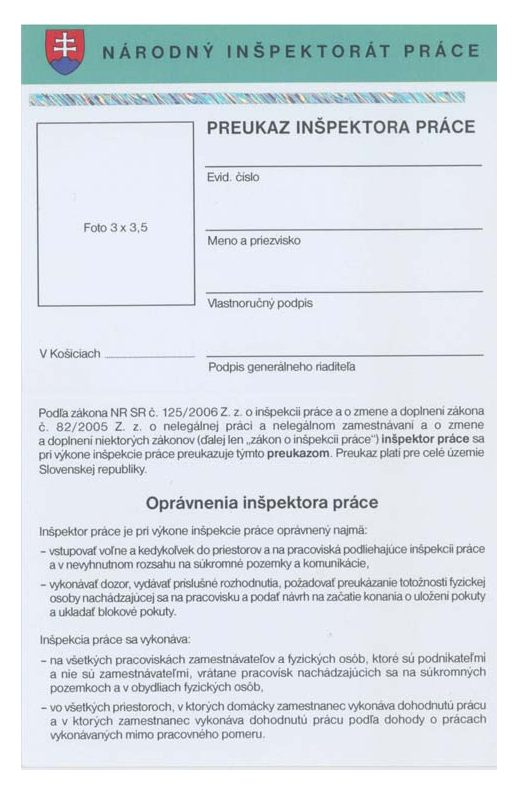 NÁRODNÝ INŠPEKTORÁT PRÁCE
PREUKAZ INŠPEKTORA PRÁCE
Evid. číslo
Foto 3 x 3,5
Meno a priezvisko
Vlastnoručný podpis
V Košiciach
Podpis generálneho riaditeľa
Podľa zákona NR SR č. 125/2006 Z. z. o inšpekcii práce a o zmene a doplnení zákona
č. 82/2005 Z. z. o nelegálnej práci a nelegálnom zamestnávaní a o zmene
a doplnení niektorých zákonov (ďalej len „zákon o inšpekcii práce") inšpektor práce sa
pri výkone inšpekcie práce preukazuje týmto preukazom. Preukaz platí pre celé územie
Slovenskej republiky.
Oprávnenia inšpektora práce
Inšpektor práce je pri výkone inšpekcie práce oprávnený najmä:
– vstupovať voľne a kedykoľvek do priestorov a na pracoviská podliehajúce inšpekcii práce
a v nevyhnutnom rozsahu na súkromné pozemky a komunikácie,
– vykonávať dozor, vydávať príslušné rozhodnutia, požadovať preukázanie totožnosti fyzickej
osoby nachádzajúcej sa na pracovisku a podať návrh na začatie konania o uložení pokuty
a ukladať blokové pokuty.
Inšpekcia práce sa vykonáva:
– na všetkých pracoviskách zamestnávateľov a fyzických osôb, ktoré sú podnikateľmi
a nie sú zamestnávateľmi, vrátane pracovísk nachádzajúcich sa na súkromných
pozemkoch a v obydliach fyzických osôb,
– vo všetkých priestoroch, v ktorých domácky zamestnanec vykonáva dohodnutú prácu
a v ktorých zamestnanec vykonáva dohodnutú prácu podľa dohody o prácach
vykonávaných mimo pracovného pomeru.